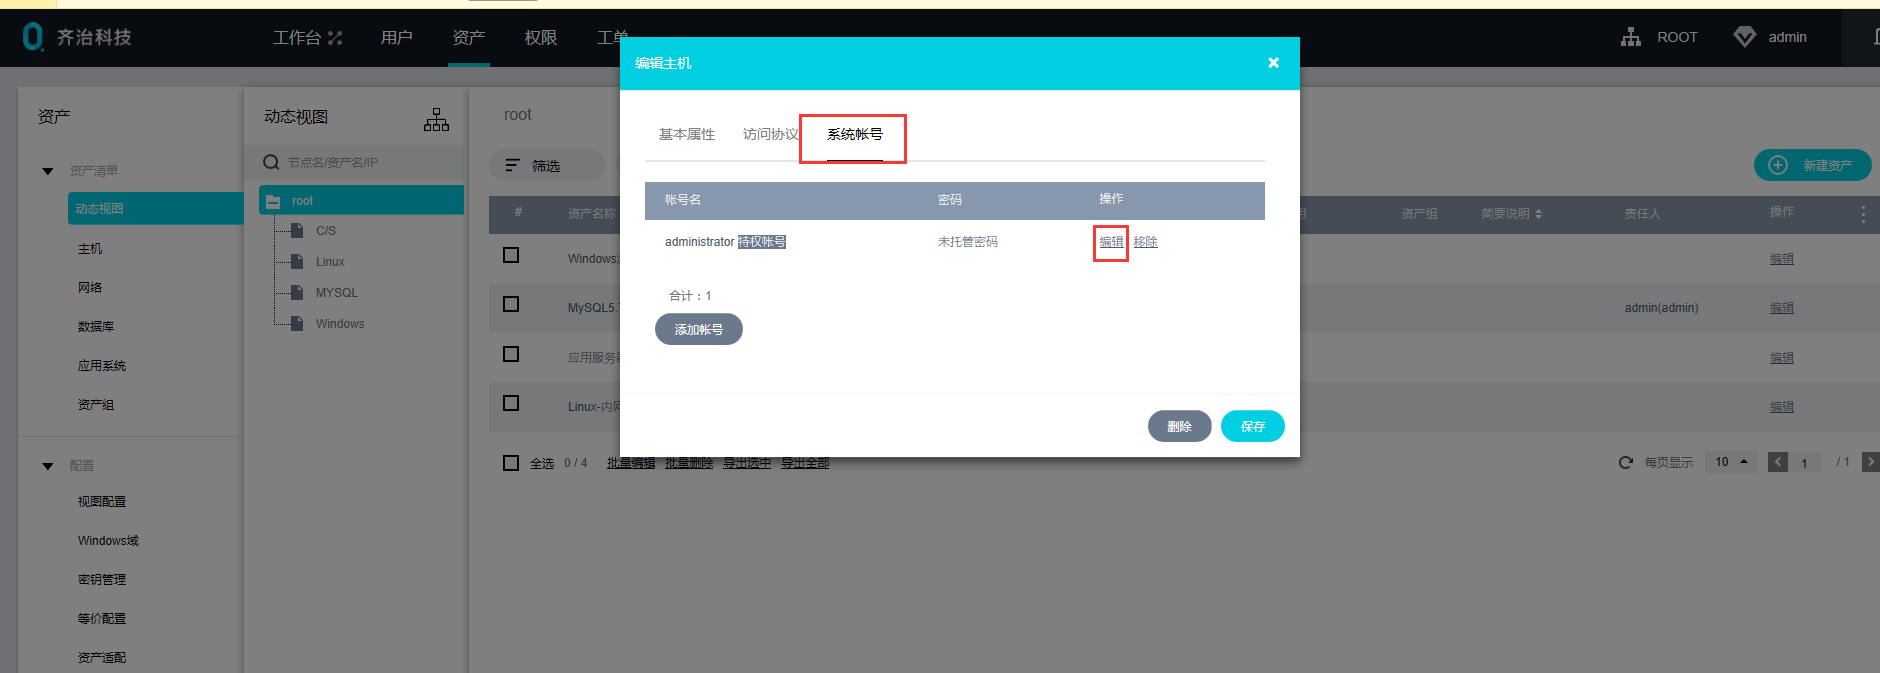 齐治科技
工作台
用户
资产
权限
工单
ROOT
admin
编辑主机
×
基本属性
访问协议
系统帐号
帐号名
密码
操作
administrator 特权帐号
未托管密码
编辑
移除
合计：1
添加帐号
删除
保存
资产
资产清单
动态视图
主机
网络
数据库
应用系统
资产组
配置
视图配置
Windows域
密钥管理
等价配置
资产适配
动态视图
节点名/资产名/IP
root
C/S
Linux
MYSQL
Windows
root
筛选
新建资产
#
资产名称
资产组
简要说明
责任人
操作
Windows
编辑
MySQL5.
admin(admin)
编辑
应用服务
编辑
Linux-内
编辑
全选
0 / 4
批量编辑
批量删除
导出选中
导出全部
每页显示
10
1
/ 1